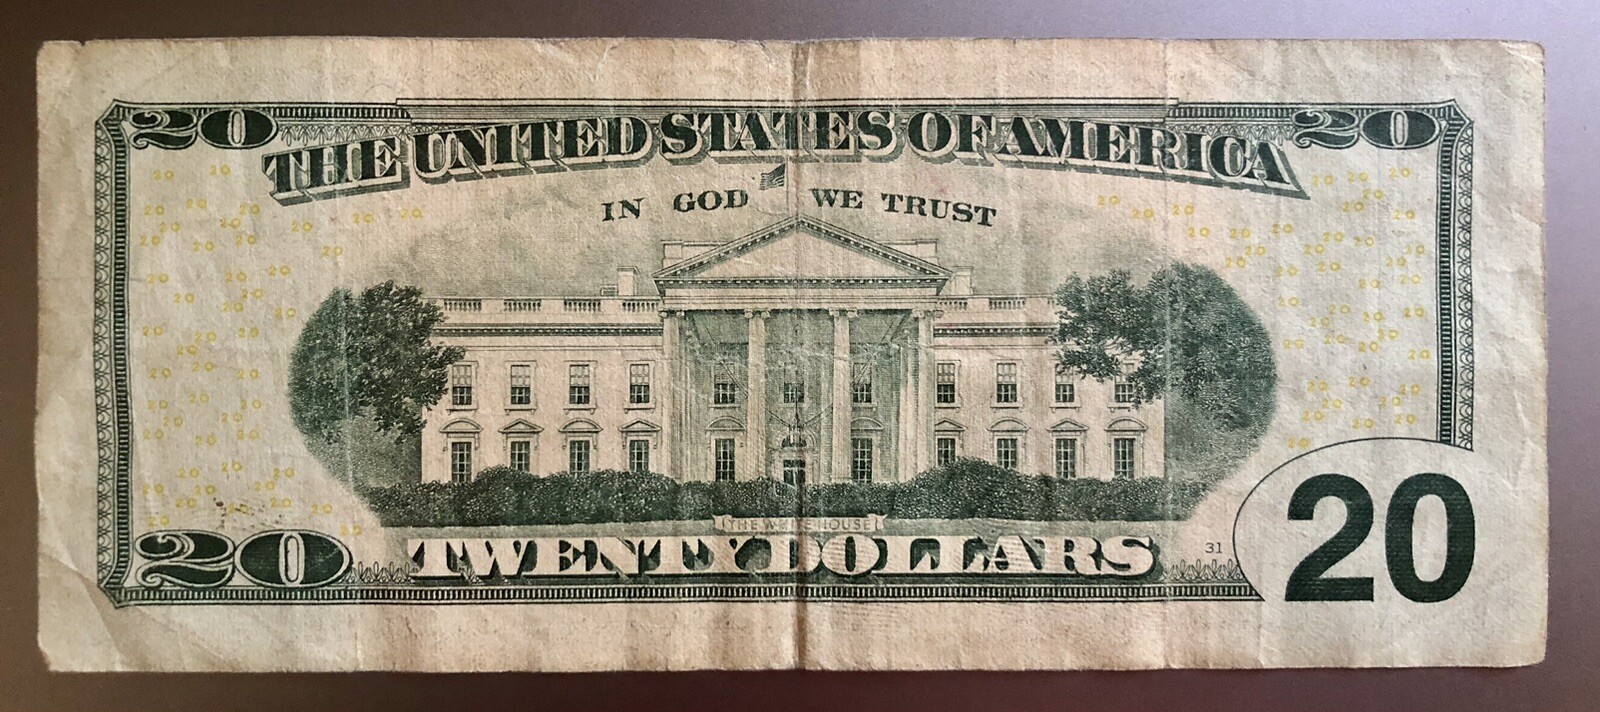 20 20
THE UNITED STATES OF AMERICA
IN GOD WE TRUST
THE WHITE HOUSE
20 TWENTY DOLLARS 31 20